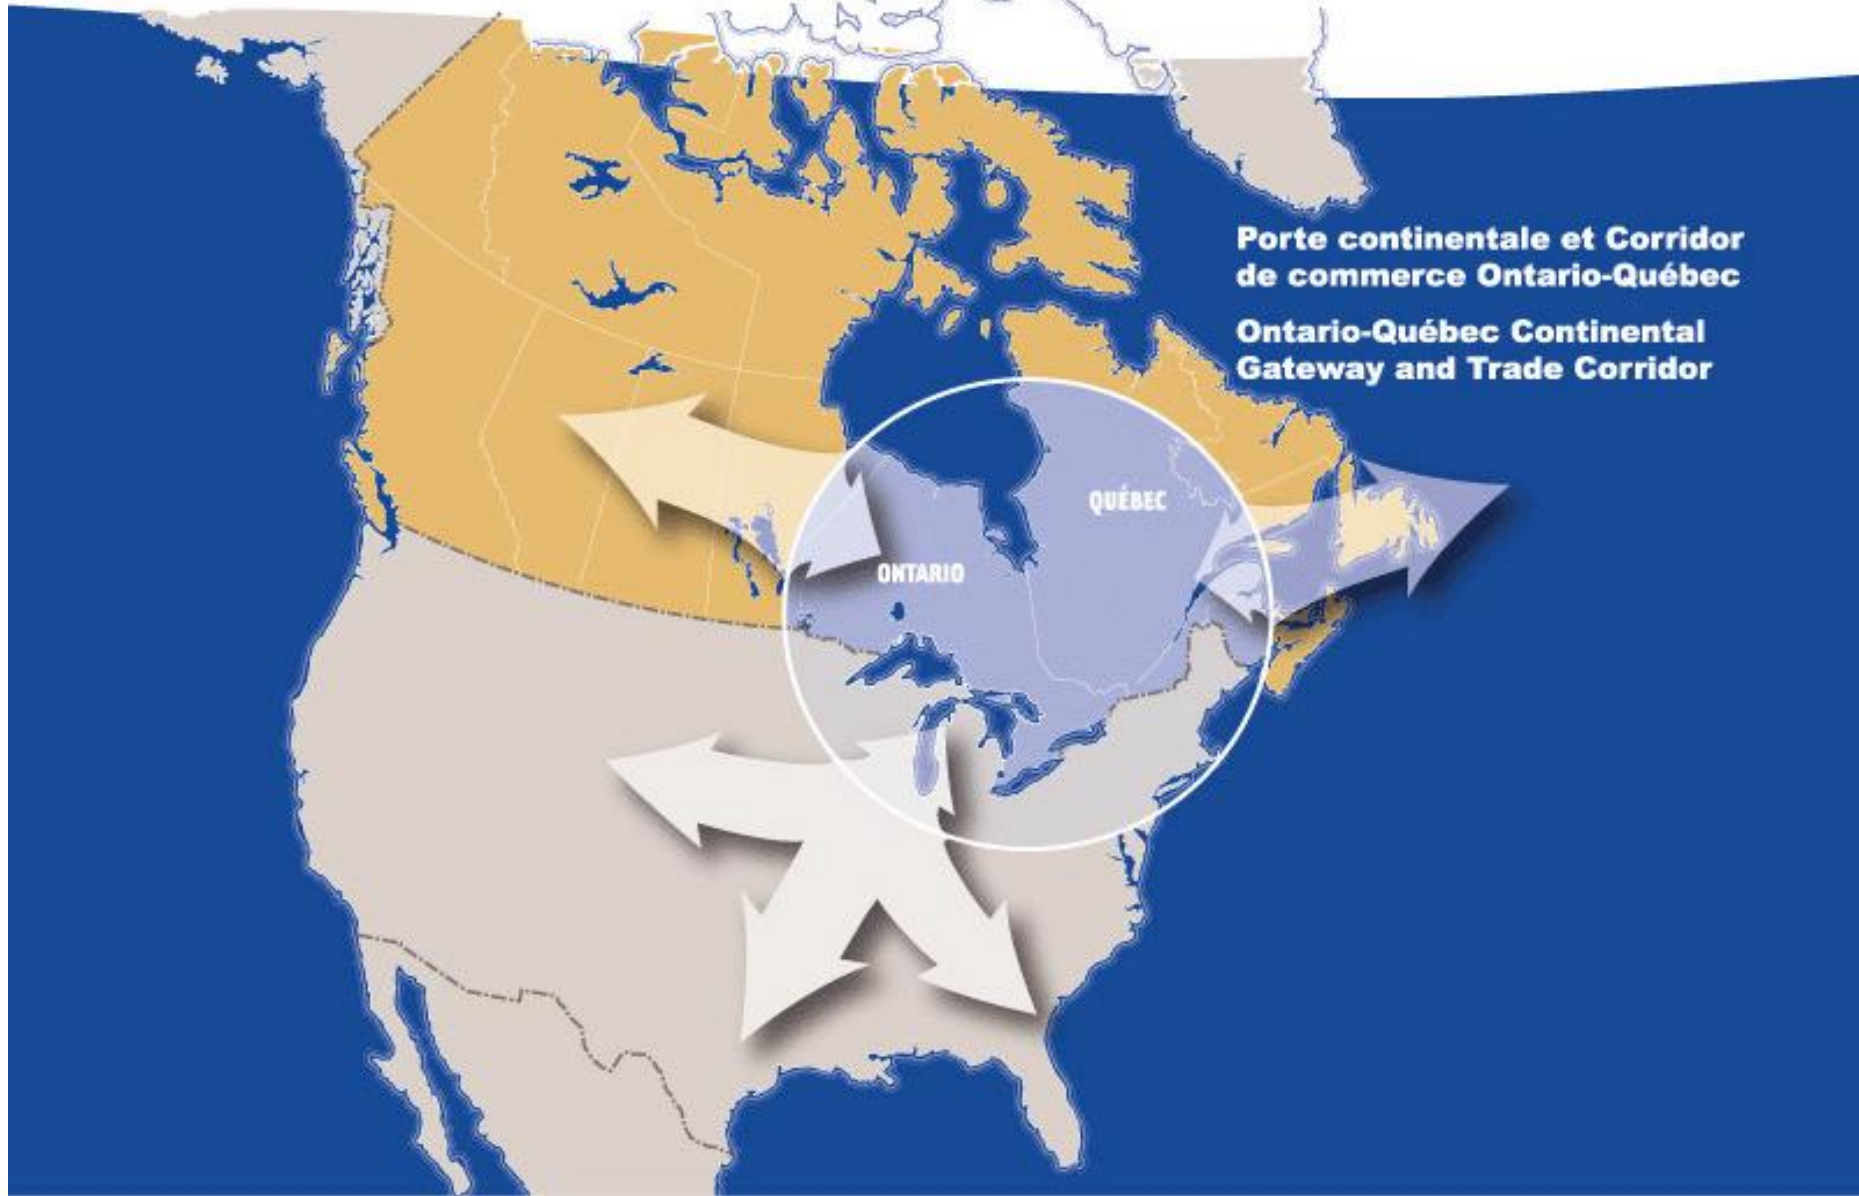 Porte continentale et Corridor
de commerce Ontario-Québec
Ontario-Québec Continental
Gateway and Trade Corridor
QUÉBEC
ONTARIO